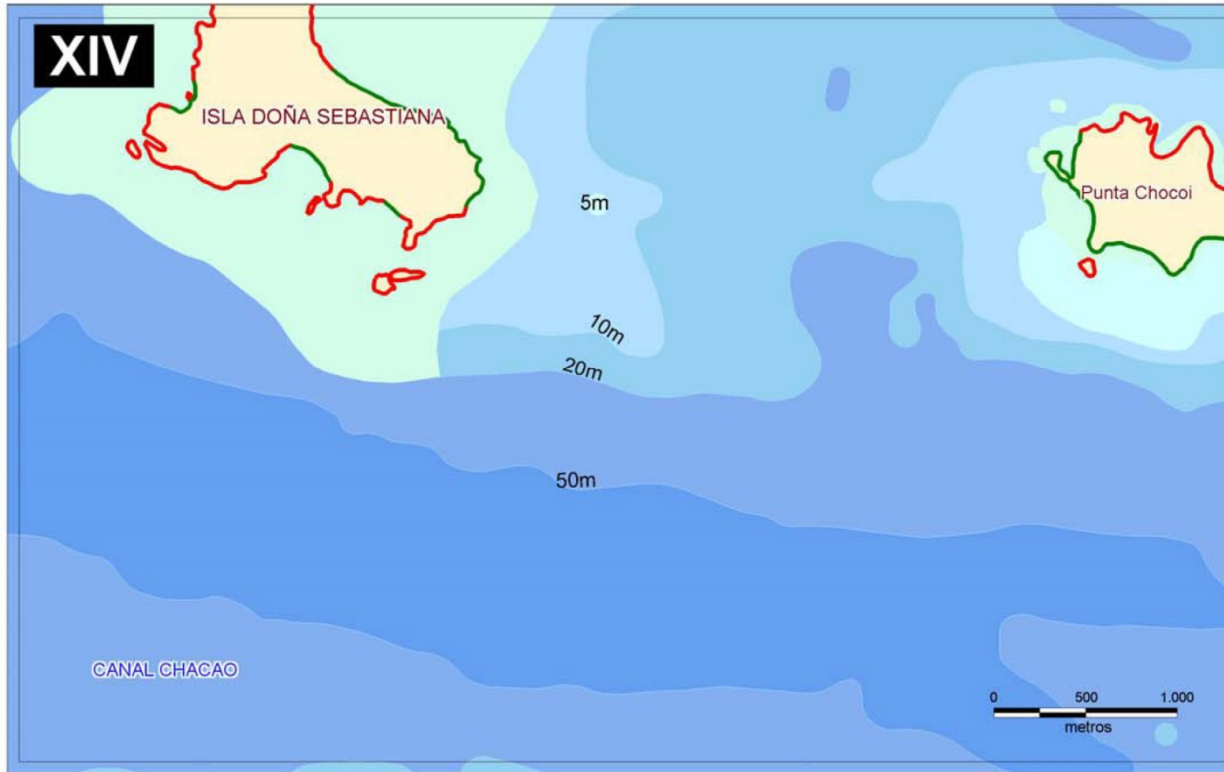 XIV
ISLA DOÑA SEBASTIANA
Punta Chocoi
5m
10m
20m
50m
CANAL CHACAO
0 500 1.000
metros